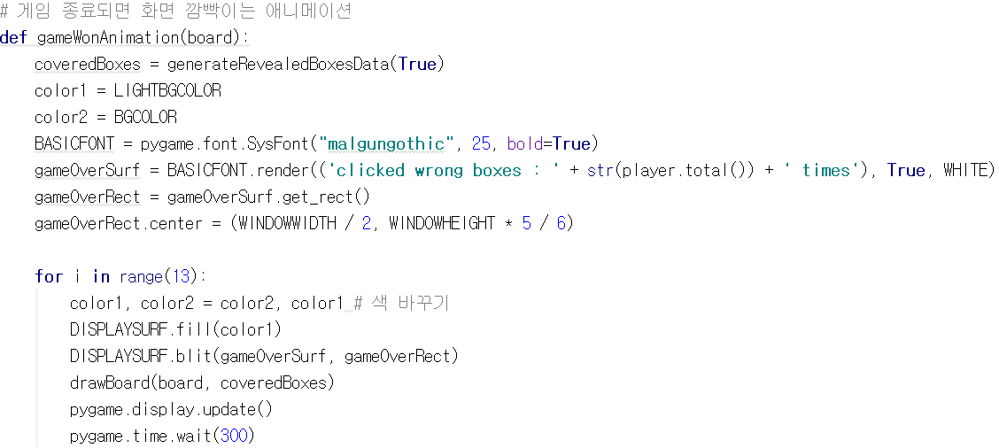 # 게임 종료되면 화면 깜빡이는 애니메이션
def gameWonAnimation(board):
    coveredBoxes = generateRevealedBoxesData(True)
    color1 = LIGHTBGCOLOR
    color2 = BGCOLOR
    BASICFONT = pygame.font.SysFont("malgungothic", 25, bold=True)
    gameOverSurf = BASICFONT.render(('clicked wrong boxes : ' + str(player.total()) + ' times'), True, WHITE)
    gameOverRect = gameOverSurf.get_rect()
    gameOverRect.center = (WINDOWWIDTH / 2, WINDOWHEIGHT * 5 / 6)

    for i in range(13):
        color1, color2 = color2, color1 # 색 바꾸기
        DISPLAYSURF.fill(color1)
        DISPLAYSURF.blit(gameOverSurf, gameOverRect)
        drawBoard(board, coveredBoxes)
        pygame.display.update()
        pygame.time.wait(300)